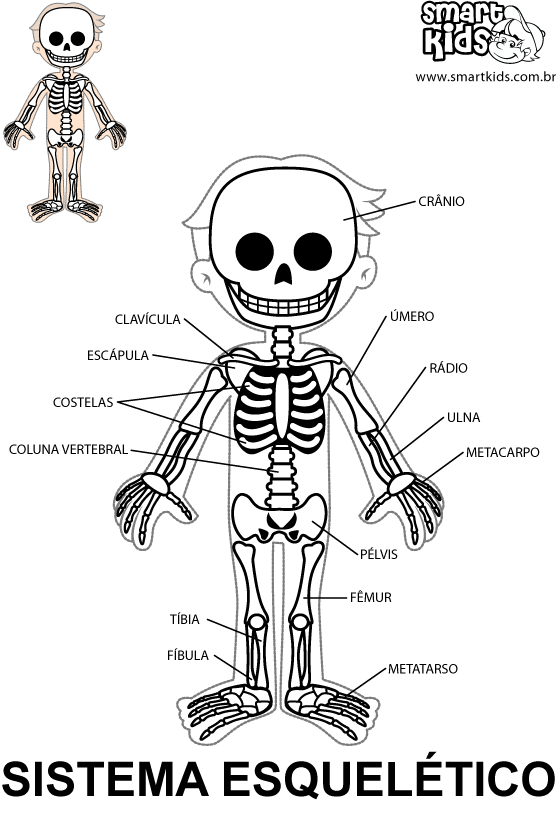 smart
kids
www.smartkids.com.br
CRÂNIO
CLAVÍCULA
ÚMERO
ESCÁPULA
RÁDIO
COSTELAS
ULNA
COLUNA VERTEBRAL
METACARPO
PÉLVIS
FÊMUR
TÍBIA
FÍBULA
METATARSO
SISTEMA ESQUELÉTICO